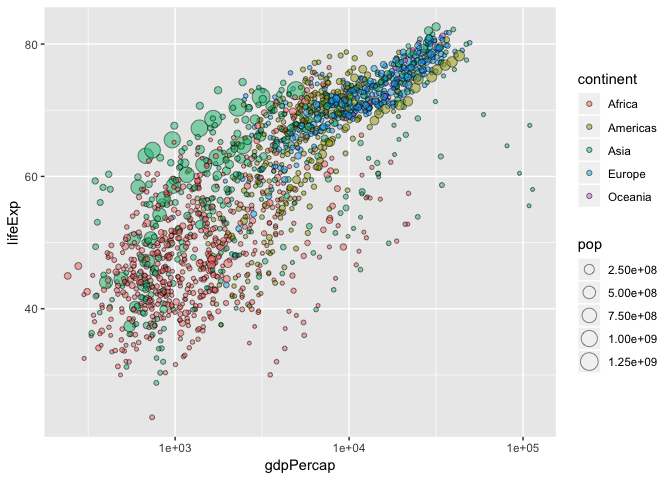 80
60
40
lifeExp
1e+03
1e+04
1e+05
gdpPercap
continent
Africa
Americas
Asia
Europe
Oceania
pop
2.50e+08
5.00e+08
7.50e+08
1.00e+09
1.25e+09